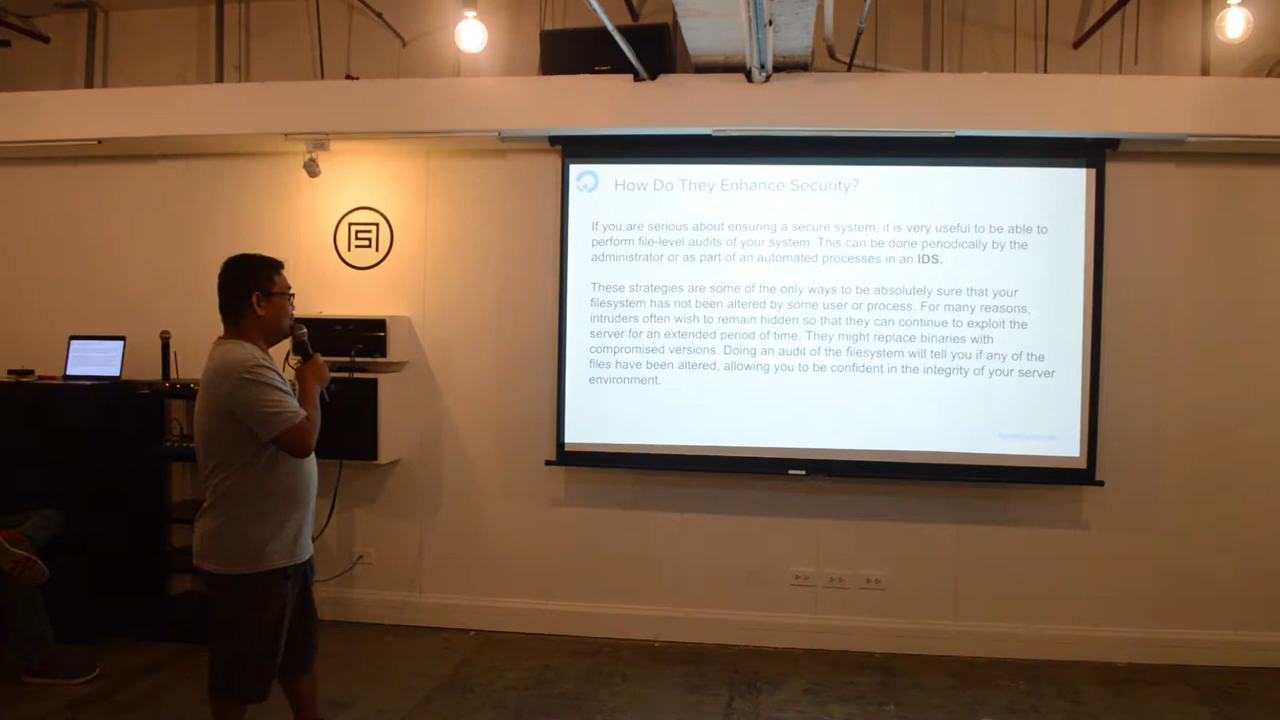 How Do They Enhance Security?
If you are serious about ensuring a secure system, it is very useful to be able to
perform file-level audits of your system. This can be done periodically by the
administrator or as part of an automated processes in an IDS.
These strategies are some of the only ways to be absolutely sure that your
filesystem has not been altered by some user or process. For many reasons,
intruders often wish to remain hidden so that they can continue to exploit the
server for an extended period of time. They might replace binaries with
compromised versions. Doing an audit of the filesystem will tell you if any of the
files have been altered, allowing you to be confident in the integrity of your server
environment.